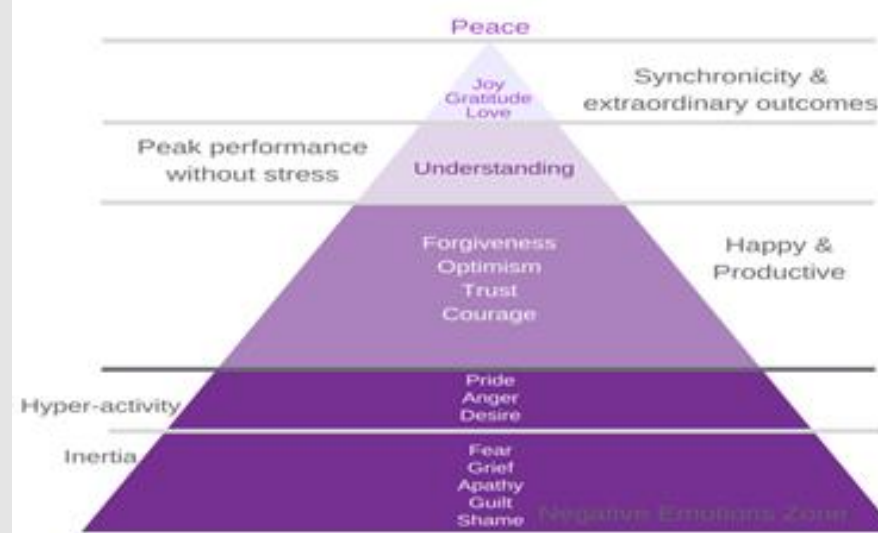 Peace
Joy
Gratitude
Love
Synchronicity &
extraordinary outcomes
Peak performance
without stress
Understanding
Forgiveness
Optimism
Trust
Courage
Happy &
Productive
Pride
Anger
Desire
Hyper-activity
Inertia
Fear
Grief
Apathy
Guilt
Shame
Negative Emotions Zone